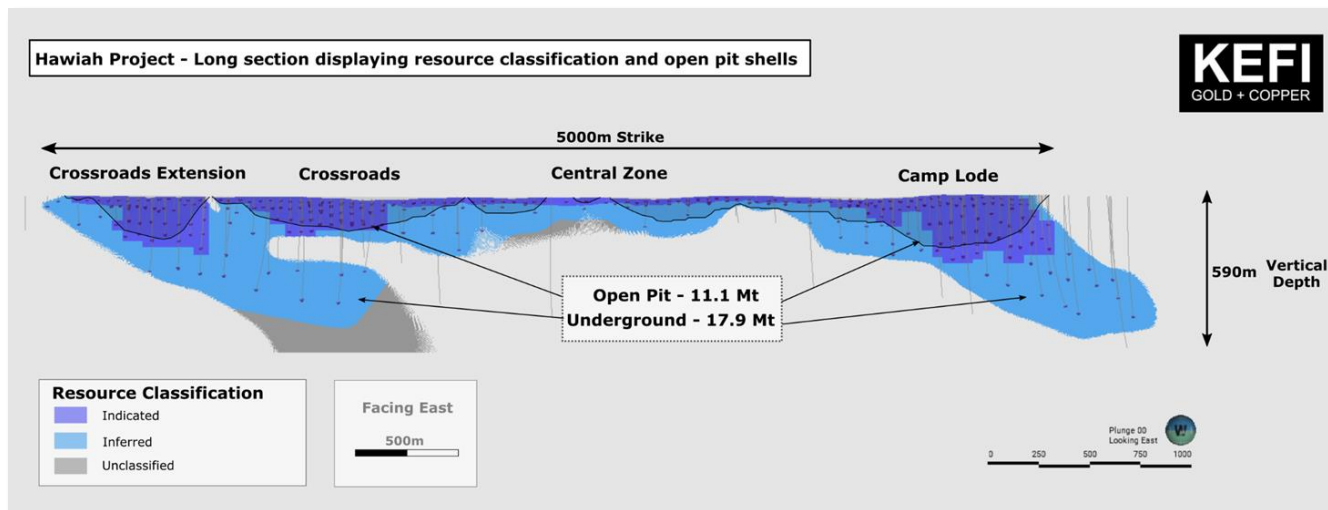 Hawiah Project - Long section displaying resource classification and open pit shells
KEFI
GOLD + COPPER
5000m Strike
Crossroads Extension
Crossroads
Central Zone
Camp Lode
590m
Vertical
Depth
Open Pit - 11.1 Mt
Underground - 17.9 Mt
Resource Classification
Indicated
Inferred
Unclassified
Facing East
500m
Plunge 00
Looking East
W
0 250 500 750 1000